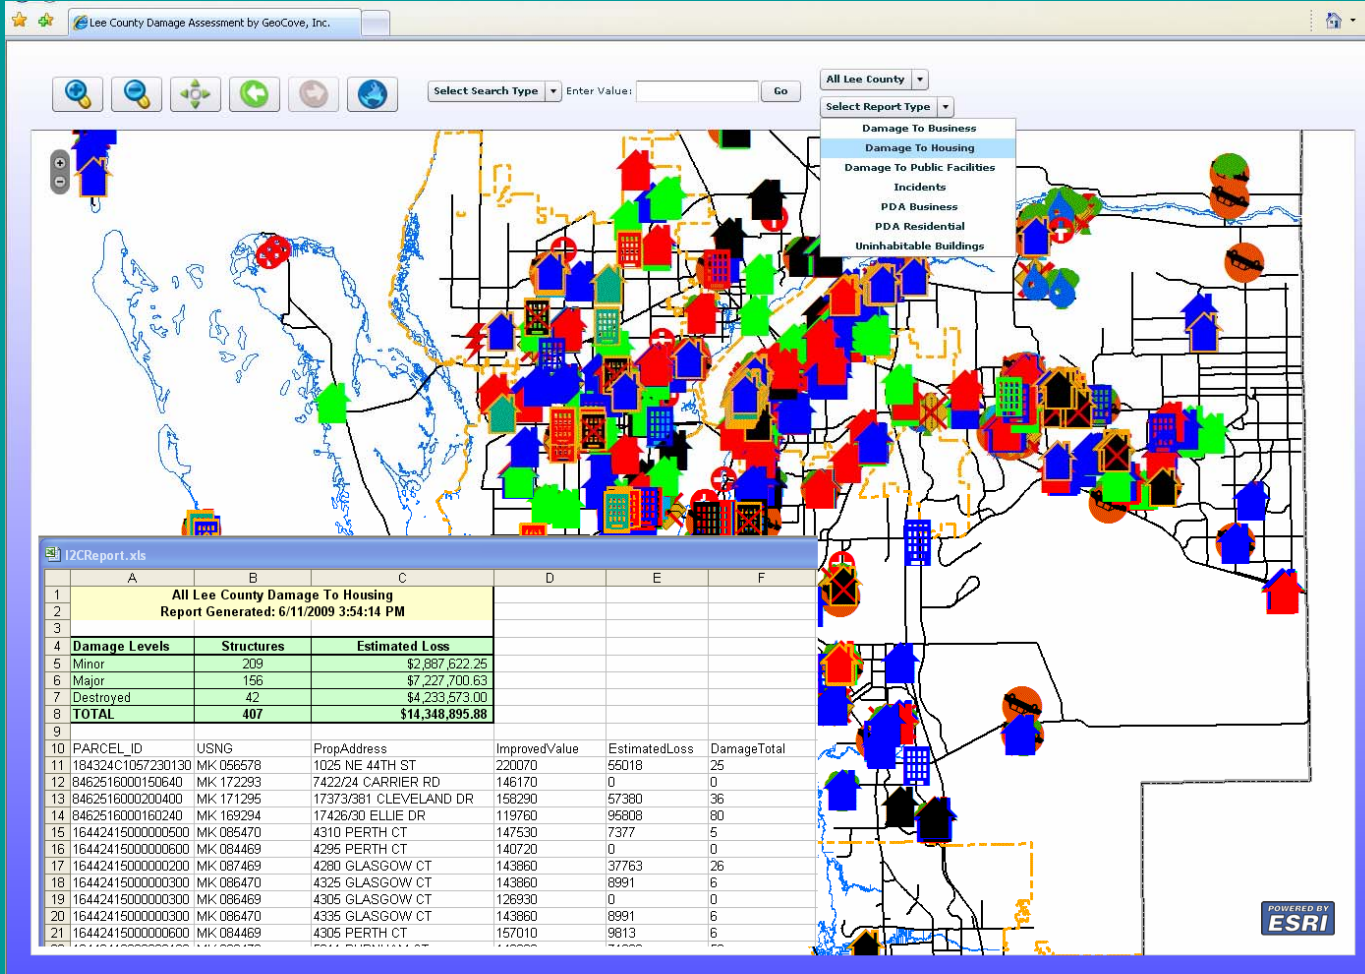 Lee County Damage Assessment by GeoCove, Inc.
All Lee County
Select Search Type Enter Value: Go
Select Report Type
Damage To Business
Damage To Housing
Damage To Public Facilities
Incidents
PDA Business
PDA Residential
Uninhabitable Buildings
I2CReport.xls
A B C D E F
1 All Lee County Damage To Housing
2 Report Generated: 6/11/2009 3:54:14 PM
3
4 Damage Levels Structures Estimated Loss
5 Minor 209 $2,887,622.25
6 Major 156 $7,227,700.63
7 Destroyed 42 $4,233,573.00
8 TOTAL 407 $14,348,895.88
9
10 PARCEL_ID USNG PropAddress ImprovedValue EstimatedLoss DamageTotal
11 184324C1057230130 MK 056578 1025 NE 44TH ST 220070 55018 25
12 8462516000150640 MK 172293 7422/24 CARRIER RD 146170 0 0
13 8462516000200400 MK 171295 17373/381 CLEVELAND DR 158290 57380 36
14 8462516000160240 MK 169294 17426/30 ELLIE DR 119760 95808 80
15 16442415000000500 MK 085470 4310 PERTH CT 147530 7377 5
16 16442415000000600 MK 084469 4295 PERTH CT 140720 0 0
17 16442415000000200 MK 087469 4280 GLASGOW CT 143860 37763 26
18 16442415000000300 MK 086470 4325 GLASGOW CT 143860 8991 6
19 16442415000000300 MK 086469 4305 GLASGOW CT 126930 0 0
20 16442415000000300 MK 086470 4335 GLASGOW CT 143860 8991 6
21 16442415000000600 MK 084469 4305 PERTH CT 157010 9813 6
POWERED BY
ESRI